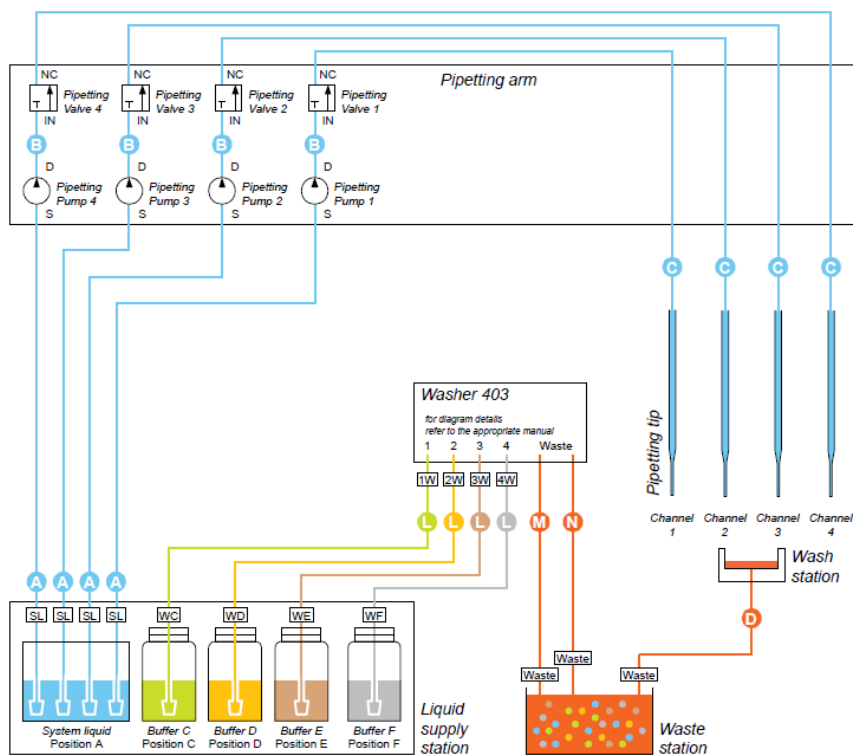 Pipetting arm
NC NC NC NC
T T T T
Pipetting
Valve 4
Pipetting
Valve 3
Pipetting
Valve 2
Pipetting
Valve 1
IN IN IN IN
B B B B
D D D D
Pipetting
Pump 4
Pipetting
Pump 3
Pipetting
Pump 2
Pipetting
Pump 1
S S S S
C C C C
Washer 403
for diagram details
refer to the appropriate manual
1 2 3 4 Waste
1W 2W 3W 4W
L L L L M N
Pipetting tip
Channel
1
Channel
2
Channel
3
Channel
4
Wash
station
D
A A A A
SL SL SL SL WC WD WE WF
Waste Waste Waste
System liquid
Position A
Buffer C
Position C
Buffer D
Position D
Buffer E
Position E
Buffer F
Position F
Liquid
supply
station
Waste
station